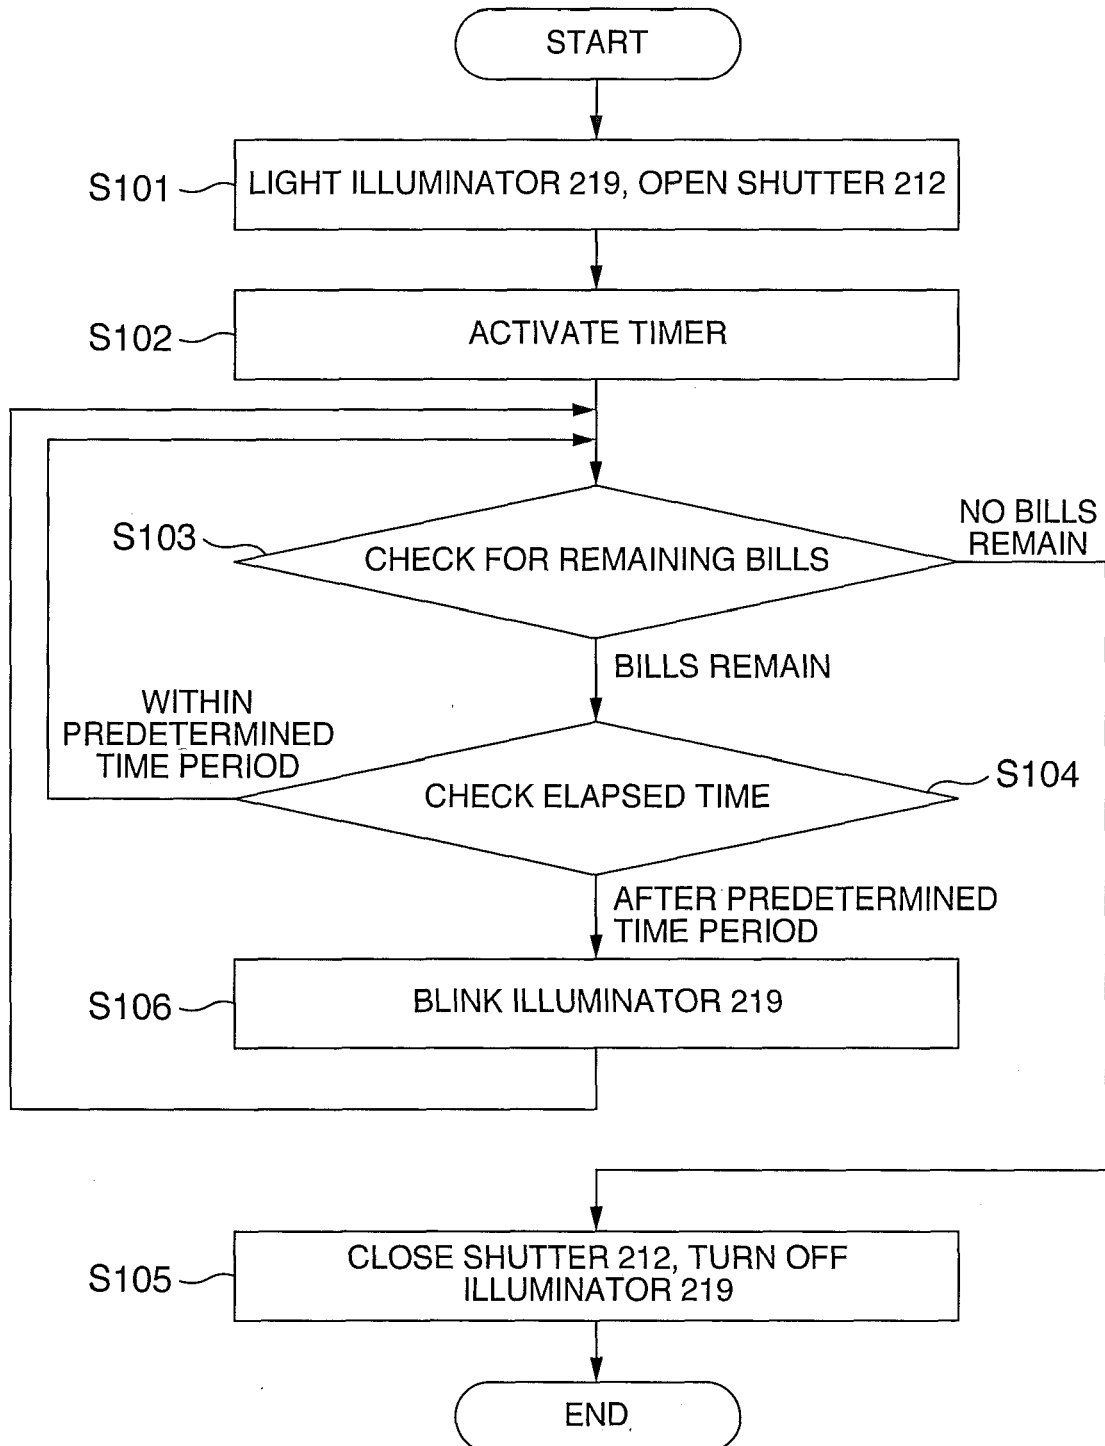 START
S101
LIGHT ILLUMINATOR 219, OPEN SHUTTER 212
S102
ACTIVATE TIMER
S103
CHECK FOR REMAINING BILLS
NO BILLS
REMAIN
BILLS REMAIN
WITHIN
PREDETERMINED
TIME PERIOD
CHECK ELAPSED TIME
S104
AFTER PREDETERMINED
TIME PERIOD
S106
BLINK ILLUMINATOR 219
S105
CLOSE SHUTTER 212, TURN OFF
ILLUMINATOR 219
END